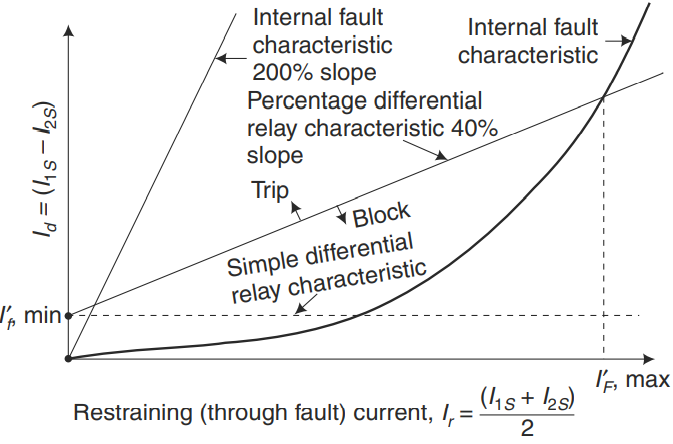 Internal fault
characteristic
200% slope
Internal fault
characteristic
Percentage differential
relay characteristic 40%
slope
Trip
Block
Simple differential
relay characteristic
I_d = (I_1S – I_2S)
I'_f, min
I'_F, max
Restraining (through fault) current, I_r = (I_1S + I_2S) / 2